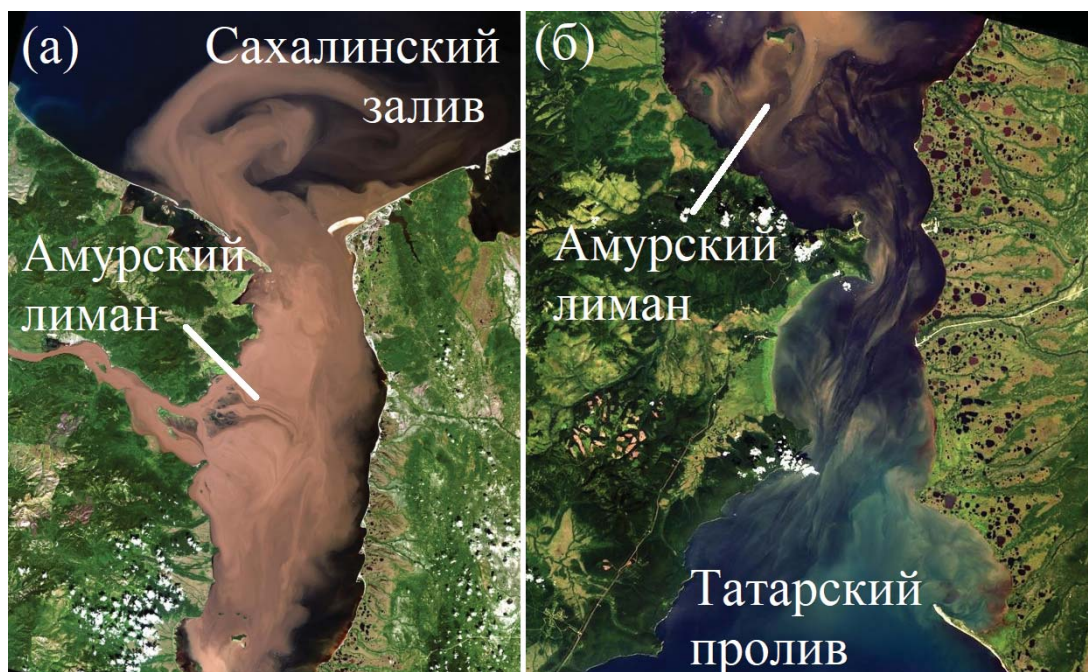 (а)
Сахалинский
залив
Амурский
лиман
(б)
Амурский
лиман
Татарский
пролив